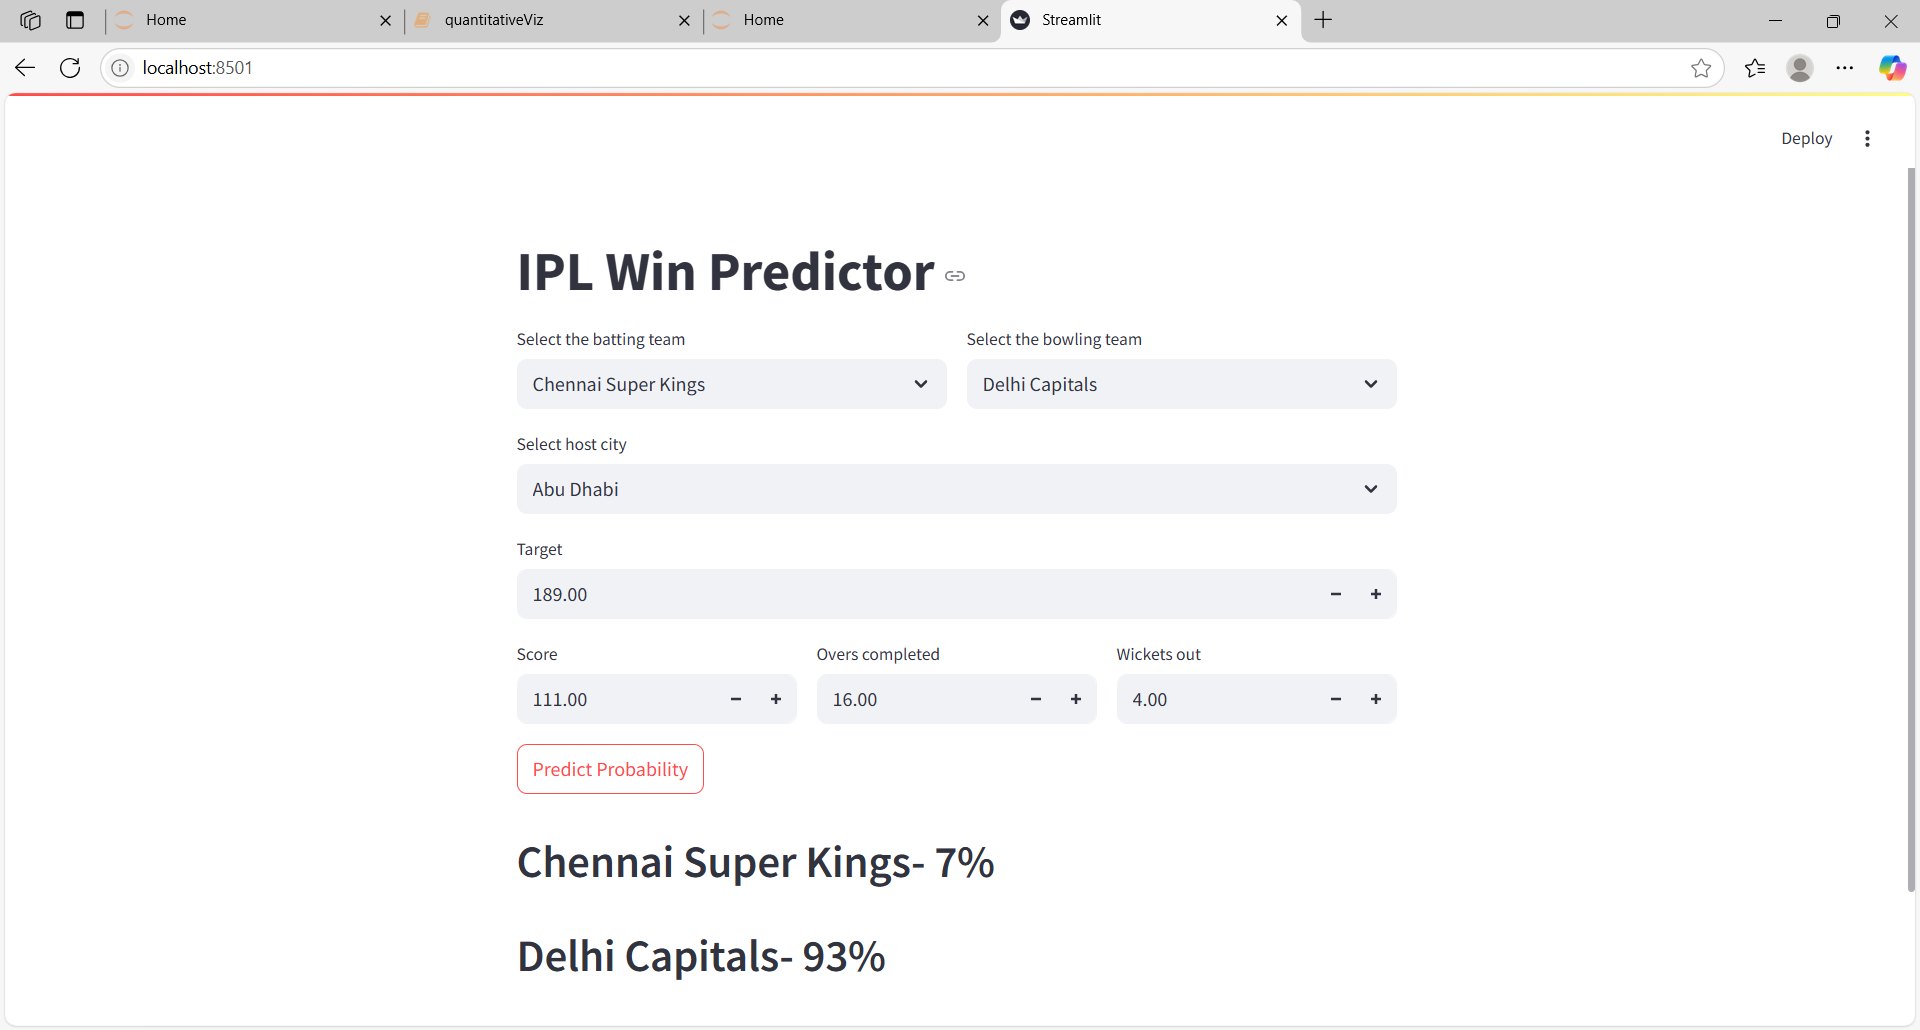 Home
quantitativeViz
Home
Streamlit
localhost:8501
Deploy
IPL Win Predictor
Select the batting team
Select the bowling team
Chennai Super Kings
Delhi Capitals
Select host city
Abu Dhabi
Target
189.00
Score
Overs completed
Wickets out
111.00
16.00
4.00
Predict Probability
Chennai Super Kings- 7%
Delhi Capitals- 93%